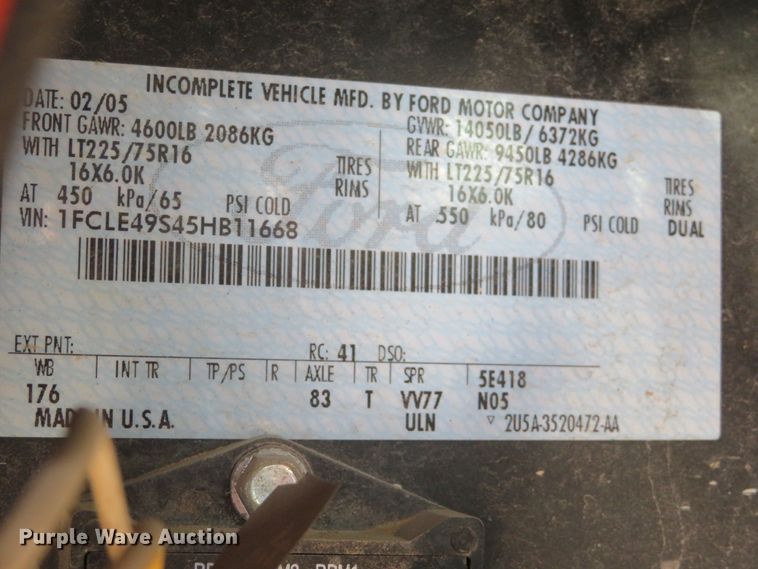 INCOMPLETE VEHICLE MFD. BY FORD MOTOR COMPANY
DATE: 02/05 GVWR: 14050LB/ 6372KG
FRONT GAWR: 4600LB 2086KG REAR GAWR: 9450LB 4286KG
WITH LT225/75R16 TIRES WITH LT225/75R16 TIRES
16X6.0K RIMS 16X6.0K RIMS
AT 450 kPa/65 PSI COLD AT 550 kPa/80 PSI COLD DUAL
VIN: 1FCLE49S45HB11668
Ford
EXT PNT: RC: 41 DSO:
WB INT TR TP/PS R AXLE TR SPR 5E418
176 83 T VV77 N05
MADE IN U.S.A. ULN ▽ 2U5A-3520472-AA
Purple Wave Auction